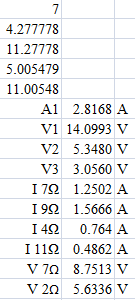 7
4.277778
11.27778
5.005479
11.00548
A1 2.8168 A
V1 14.0993 V
V2 5.3480 V
V3 3.0560 V
I 7Ω 1.2502 A
I 9Ω 1.5666 A
I 4Ω 0.764 A
I 11Ω 0.4862 A
V 7Ω 8.7513 V
V 2Ω 5.6336 V